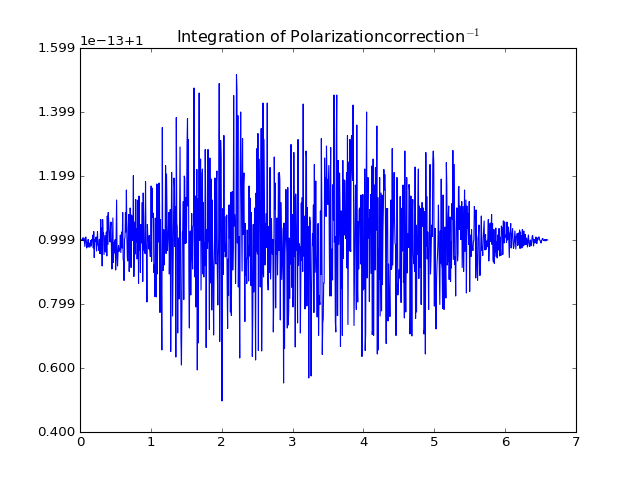 Integration of Polarizationcorrection⁻¹
1e−13+1
1.599
1.399
1.199
0.999
0.799
0.600
0.400
0 1 2 3 4 5 6 7